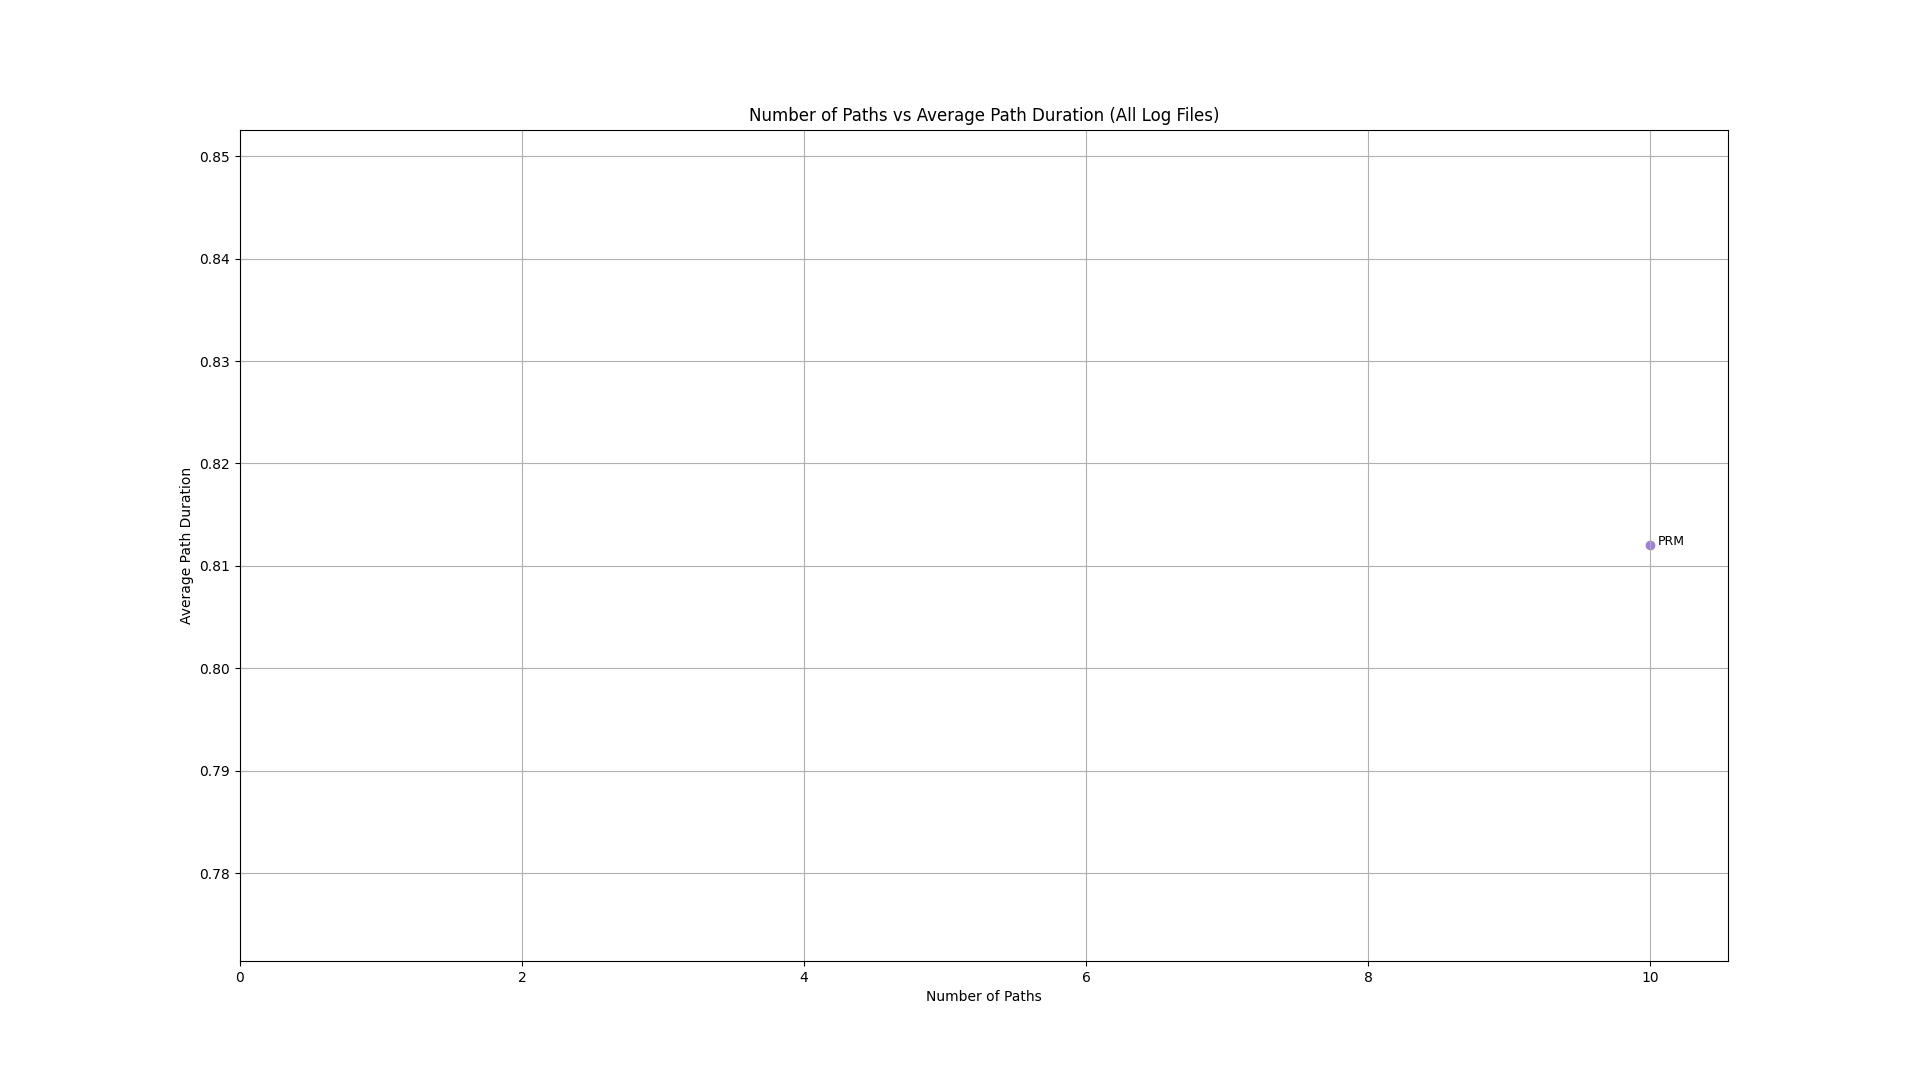 Number of Paths vs Average Path Duration (All Log Files)
0.85
0.84
0.83
0.82
0.81
0.80
0.79
0.78
Average Path Duration
PRM
0 2 4 6 8 10
Number of Paths